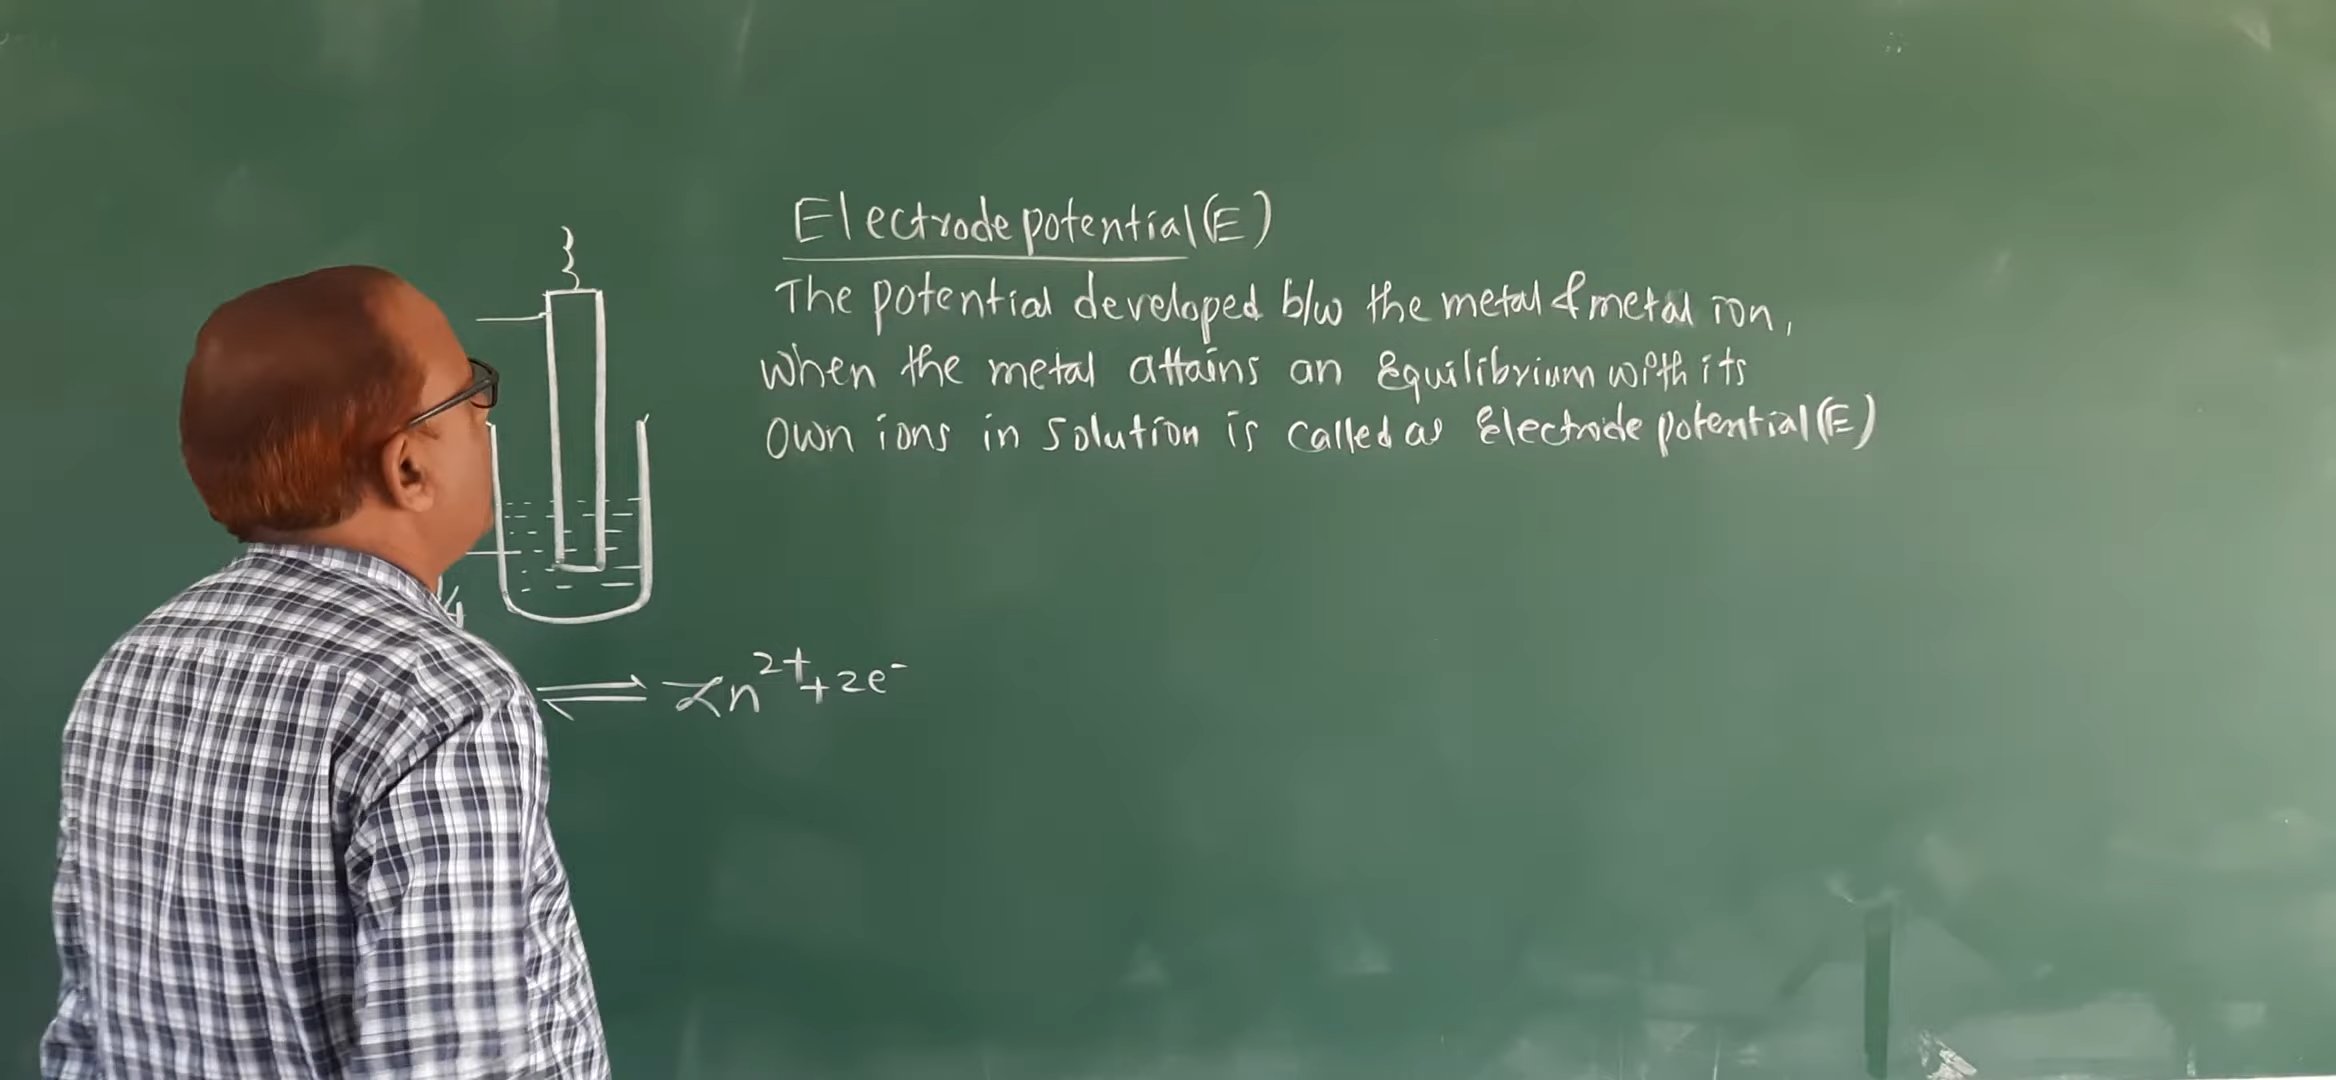 Electrode potential (E)
The potential developed b/w the metal & metal ion,
when the metal attains an Equilibrium with its
own ions in solution is called as Electrode potential (E)
⇌ Zn²⁺ + 2e⁻